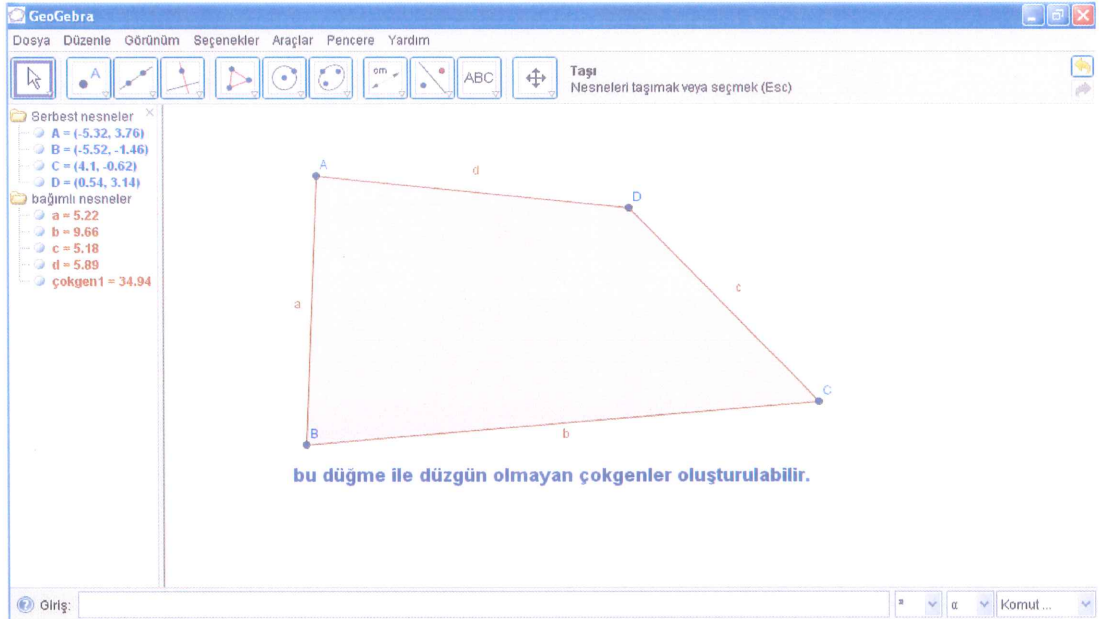 GeoGebra
Dosya Düzenle Görünüm Seçenekler Araçlar Pencere Yardım
A
cm
ABC
Taşı
Nesneleri taşımak veya seçmek (Esc)
Serbest nesneler
A = (-5.32, 3.76)
B = (-5.52, -1.46)
C = (4.1, -0.62)
D = (0.54, 3.14)
bağımlı nesneler
a = 5.22
b = 9.66
c = 5.18
d = 5.89
çokgen1 = 34.94
A
d
D
a
c
C
B
b
bu düğme ile düzgün olmayan çokgenler oluşturulabilir.
Giriş:
α
Komut ...